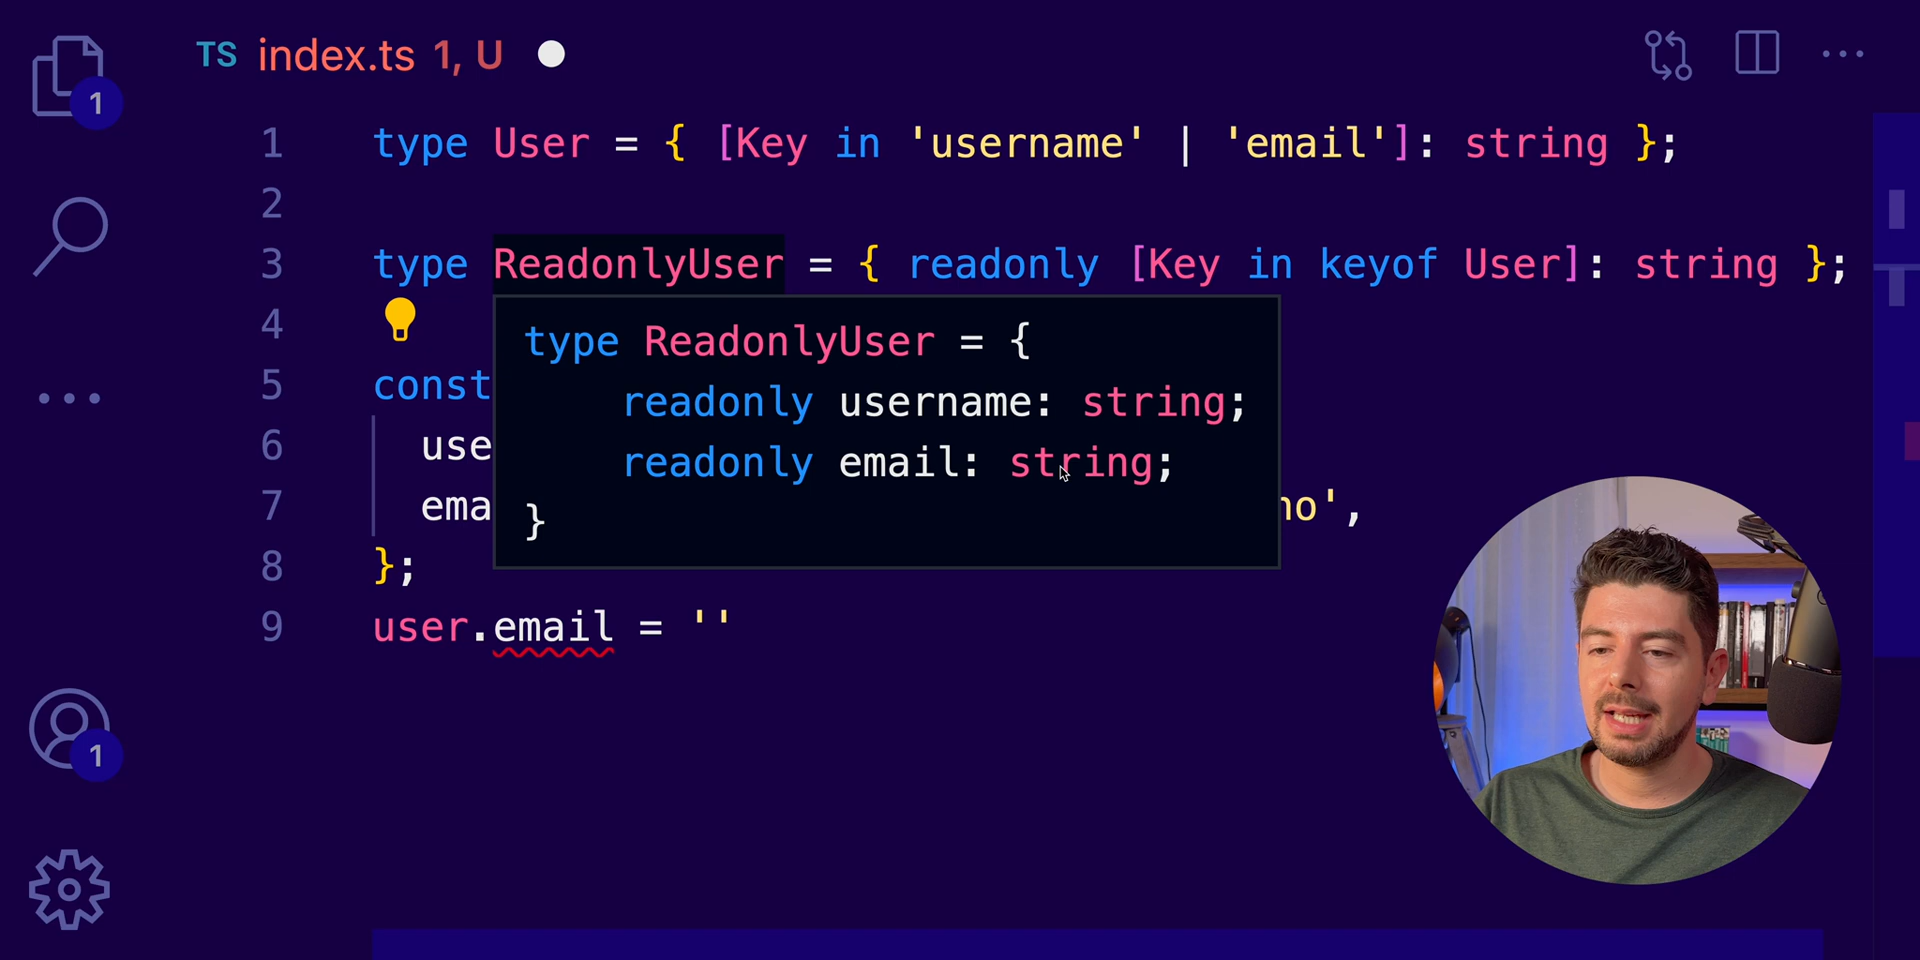 TS index.ts 1, U
1
1 type User = { [Key in 'username' | 'email']: string };
2
3 type ReadonlyUser = { readonly [Key in keyof User]: string };
4
type ReadonlyUser = {
readonly username: string;
readonly email: string;
}
5 const
6 use
7 ema no',
8 };
9 user.email = ''
1